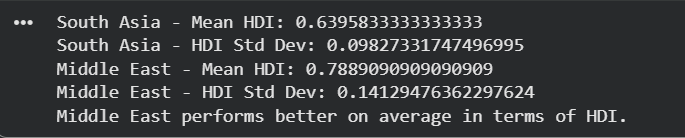 South Asia - Mean HDI: 0.6395833333333333
South Asia - HDI Std Dev: 0.09827331747496995
Middle East - Mean HDI: 0.7889090909090909
Middle East - HDI Std Dev: 0.14129476362297624
Middle East performs better on average in terms of HDI.